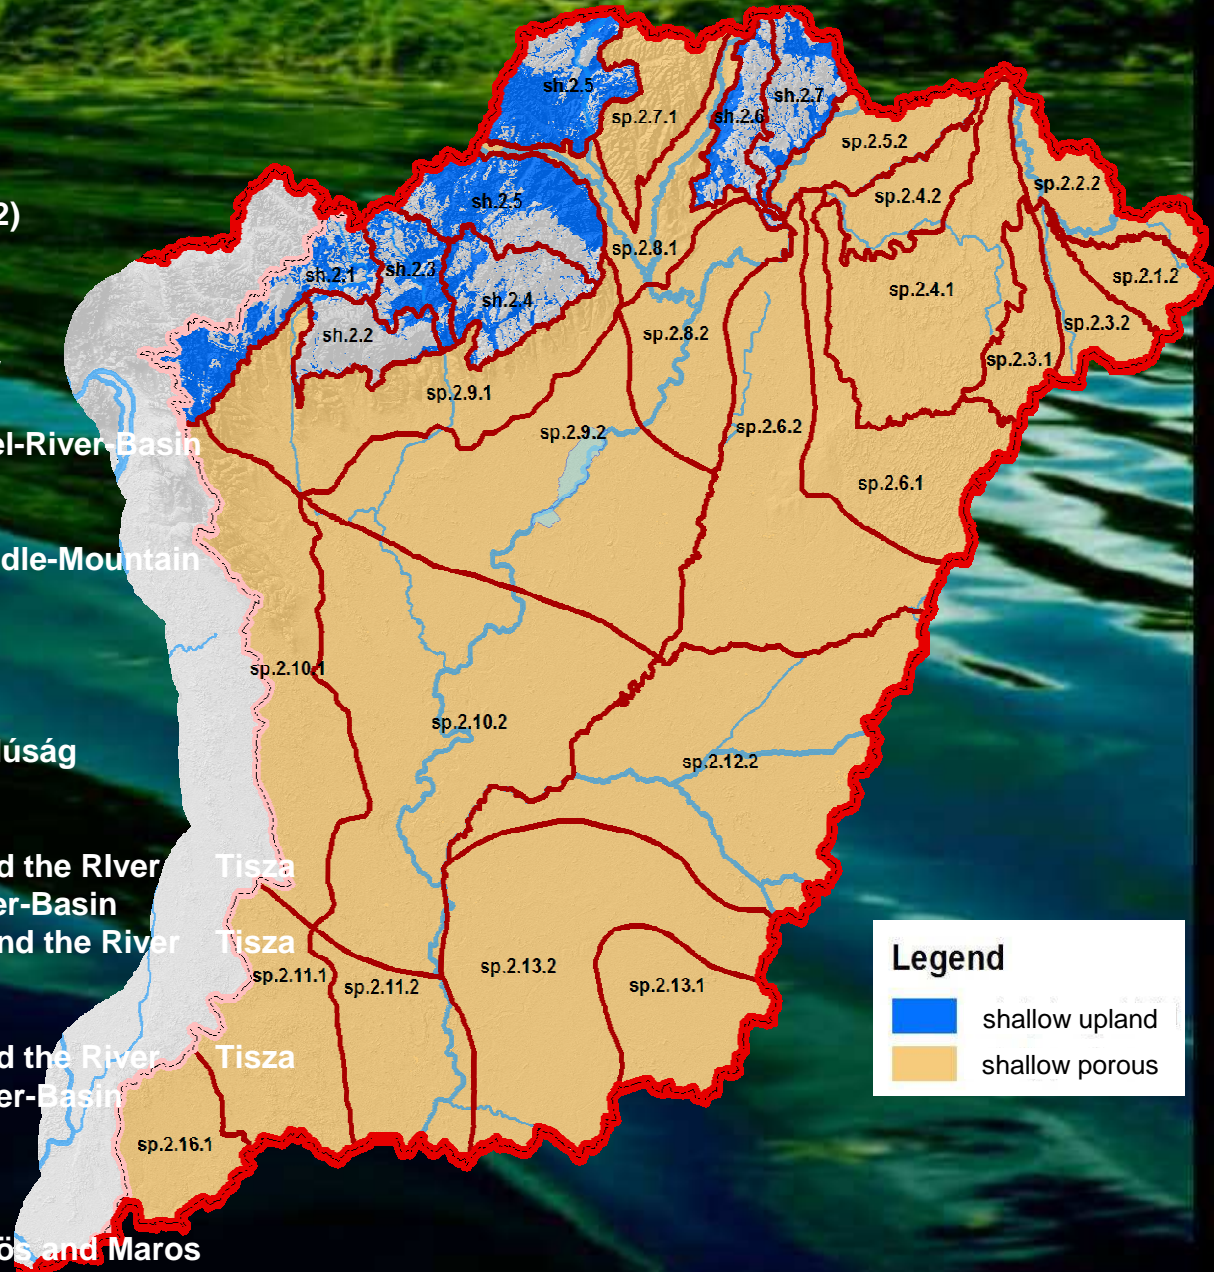 sh.2.5
sp.2.7.1
sh.2.6
sh.2.7
sp.2.5.2
sp.2.2.2
sp.2.4.2
2)
sh.2.5
sp.2.8.1
sh.2.1
sh.2.3
sh.2.4
sp.2.4.1
sp.2.1.2
sh.2.2
sp.2.8.2
sp.2.3.2
sp.2.3.1
sp.2.9.1
sp.2.9.2
sp.2.6.2
el-River-Basin
sp.2.6.1
dle-Mountain
sp.2.10.1
sp.2.10.2
lúság
sp.2.12.2
d the RIver Tisza
er-Basin
nd the River Tisza
sp.2.11.1
sp.2.11.2
sp.2.13.2
sp.2.13.1
Legend
shallow upland
shallow porous
d the River Tisza
er-Basin
sp.2.16.1
ös and Maros